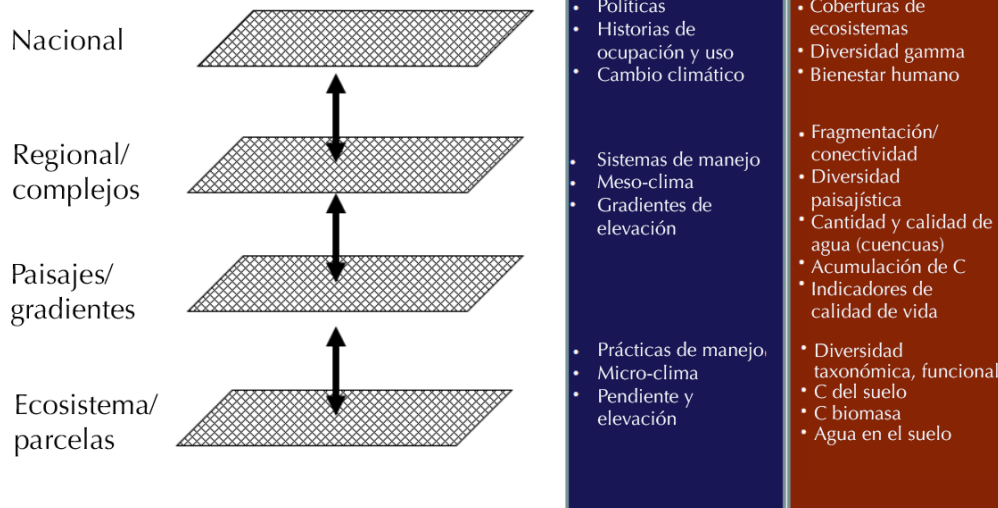 Nacional
Regional/
complejos
Paisajes/
gradientes
Ecosistema/
parcelas
• Políticas
• Historias de
ocupación y uso
• Cambio climático
• Sistemas de manejo
• Meso-clima
• Gradientes de
elevación
• Prácticas de manejo
• Micro-clima
• Pendiente y
elevación
• Coberturas de
ecosistemas
• Diversidad gamma
• Bienestar humano
• Fragmentación/
conectividad
• Diversidad
paisajística
• Cantidad y calidad de
agua (cuencuas)
• Acumulación de C
• Indicadores de
calidad de vida
• Diversidad
taxonómica, funcional
• C del suelo
• C biomasa
• Agua en el suelo